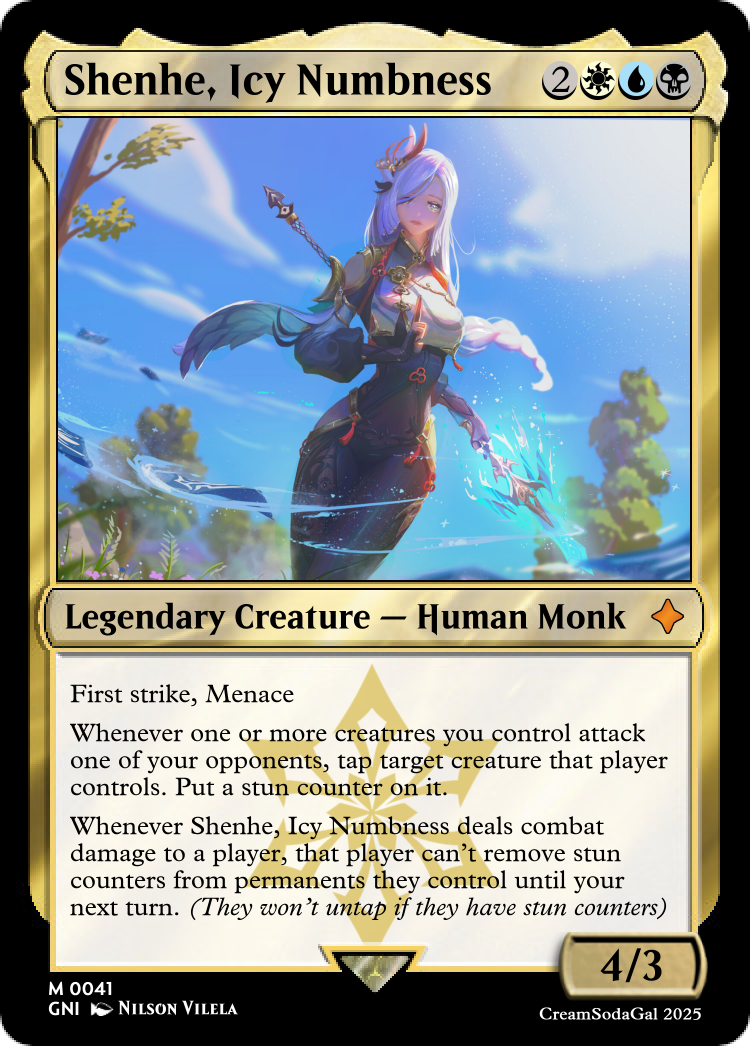 Shenhe, Icy Numbness 2
Legendary Creature — Human Monk
First strike, Menace
Whenever one or more creatures you control attack
one of your opponents, tap target creature that player
controls. Put a stun counter on it.
Whenever Shenhe, Icy Numbness deals combat
damage to a player, that player can't remove stun
counters from permanents they control until your
next turn. (They won't untap if they have stun counters)
4/3
M 0041
GNI Nilson Vilela
CreamSodaGal 2025